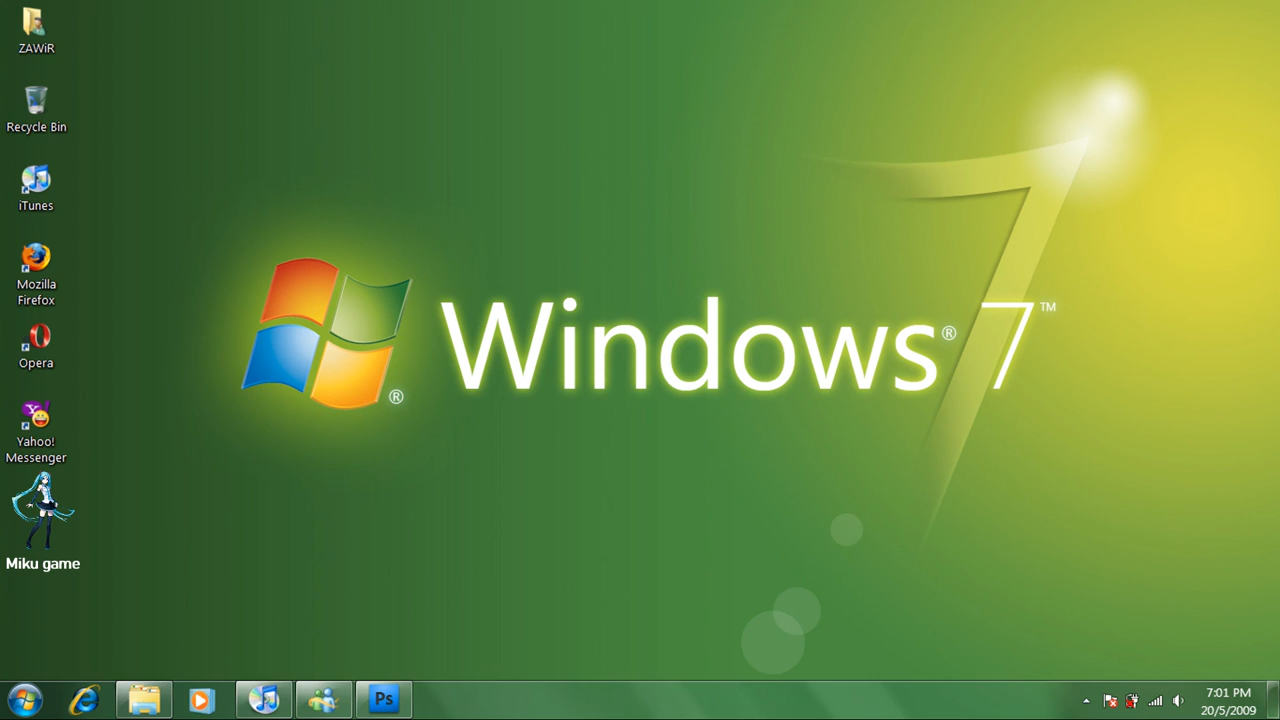 ZAWiR
Recycle Bin
iTunes
Mozilla
Firefox
Opera
Yahoo!
Messenger
Miku game
®
Windows® 7™
Ps
7:01 PM
20/5/2009